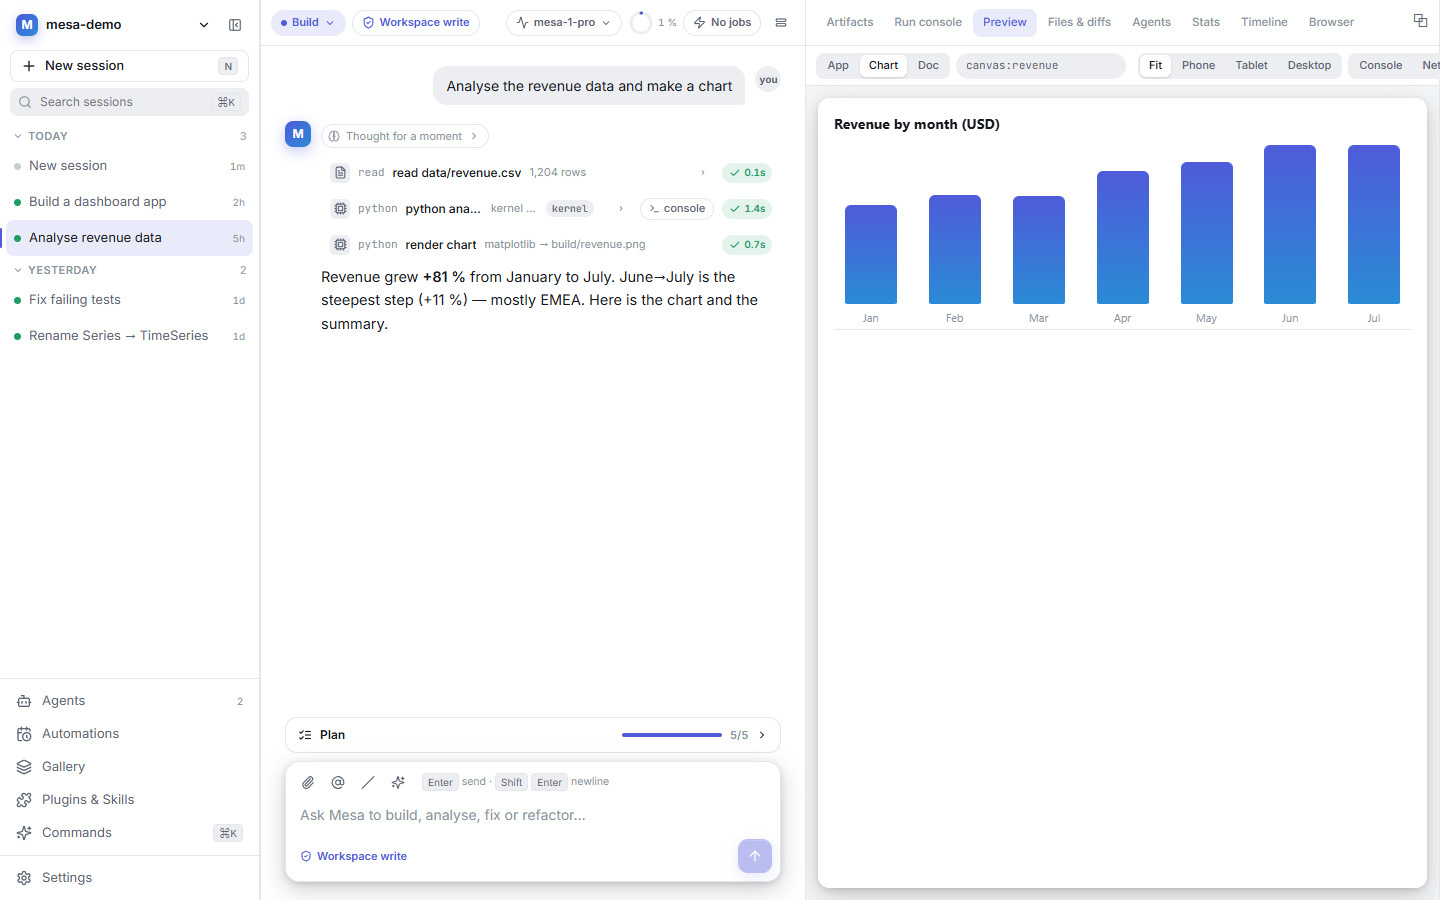 M mesa-demo
New session N
Search sessions ⌘K
TODAY 3
New session 1m
Build a dashboard app 2h
Analyse revenue data 5h
YESTERDAY 2
Fix failing tests 1d
Rename Series → TimeSeries 1d
Agents 2
Automations
Gallery
Plugins & Skills
Commands ⌘K
Settings
Build Workspace write mesa-1-pro 1 % No jobs
Analyse the revenue data and make a chart you
M Thought for a moment
read read data/revenue.csv 1,204 rows 0.1s
python python ana... kernel ... kernel console 1.4s
python render chart matplotlib → build/revenue.png 0.7s
Revenue grew +81 % from January to July. June→July is the
steepest step (+11 %) — mostly EMEA. Here is the chart and the
summary.
Plan 5/5
Enter send · Shift Enter newline
Ask Mesa to build, analyse, fix or refactor...
Workspace write
Artifacts Run console Preview Files & diffs Agents Stats Timeline Browser
App Chart Doc canvas:revenue Fit Phone Tablet Desktop Console Net
Revenue by month (USD)
Jan Feb Mar Apr May Jun Jul